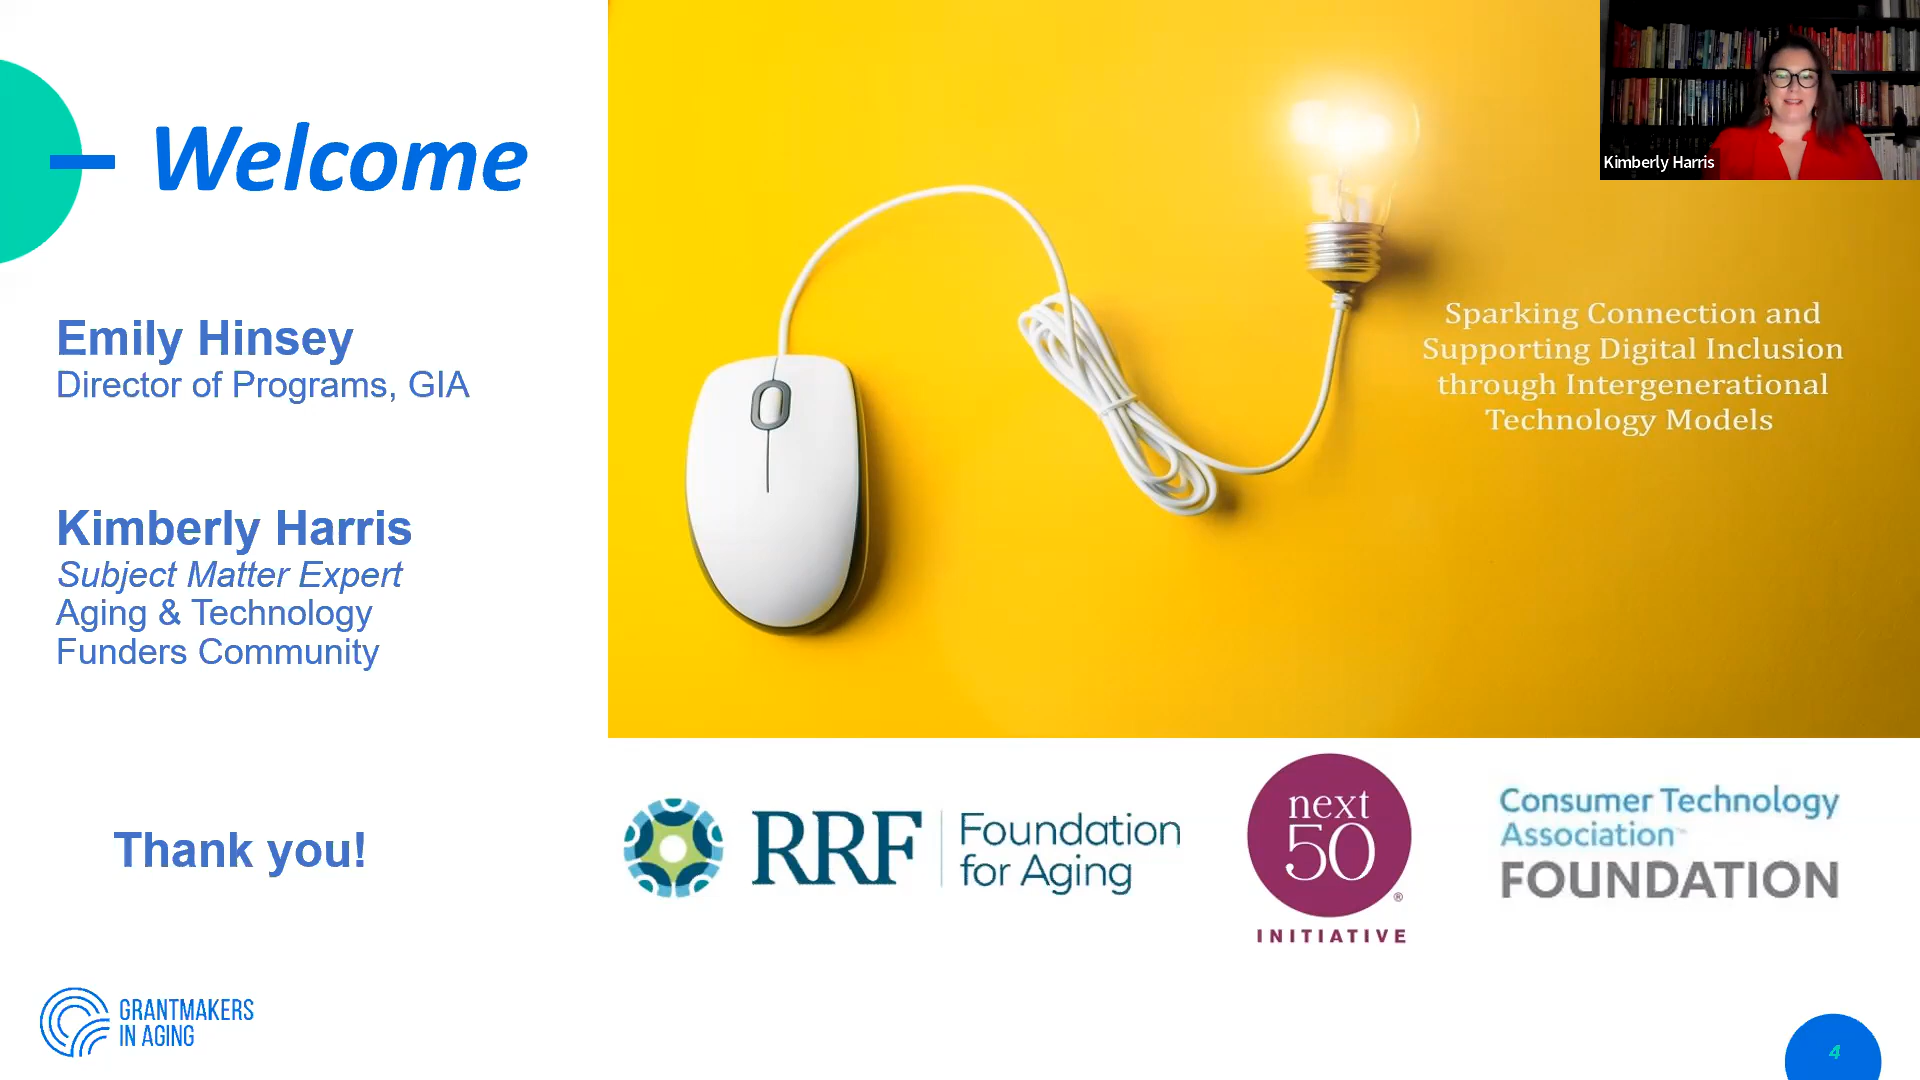 Welcome
Emily Hinsey
Director of Programs, GIA
Kimberly Harris
Subject Matter Expert
Aging & Technology
Funders Community
Thank you!
GRANTMAKERS
IN AGING
Kimberly Harris
Sparking Connection and
Supporting Digital Inclusion
through Intergenerational
Technology Models
RRF
Foundation
for Aging
next
50
®
INITIATIVE
Consumer Technology
Association™
FOUNDATION
4